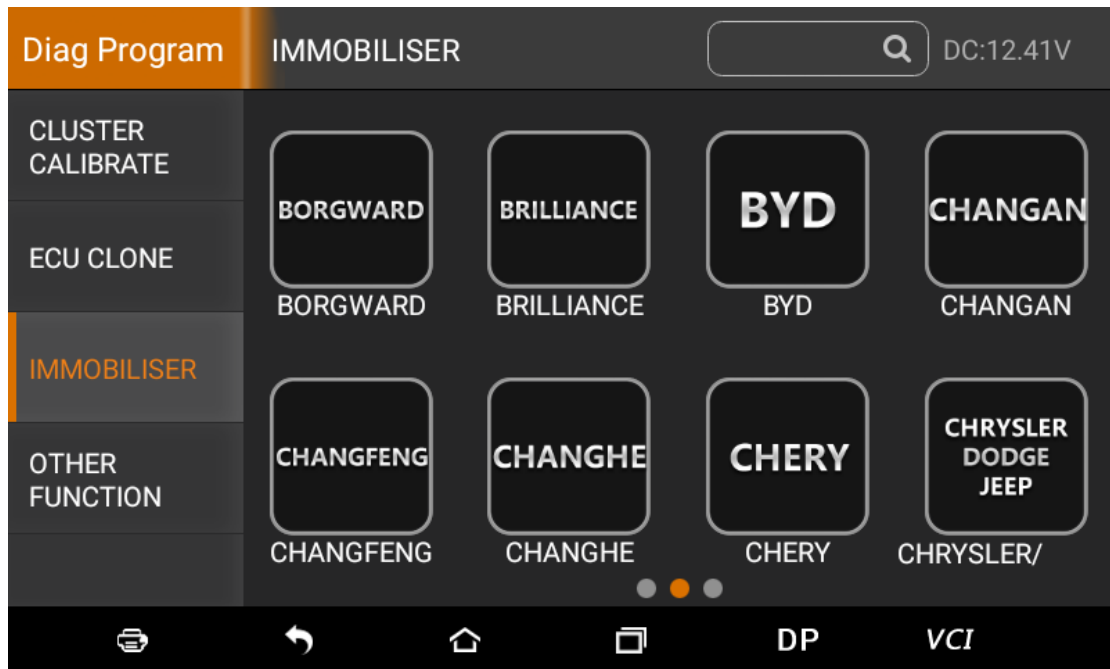 Diag Program
IMMOBILISER
DC:12.41V
CLUSTER
CALIBRATE
ECU CLONE
IMMOBILISER
OTHER
FUNCTION
BORGWARD
BRILLIANCE
BYD
CHANGAN
BORGWARD
BRILLIANCE
BYD
CHANGAN
CHANGFENG
CHANGHE
CHERY
CHRYSLER
DODGE
JEEP
CHANGFENG
CHANGHE
CHERY
CHRYSLER/
DP
VCI